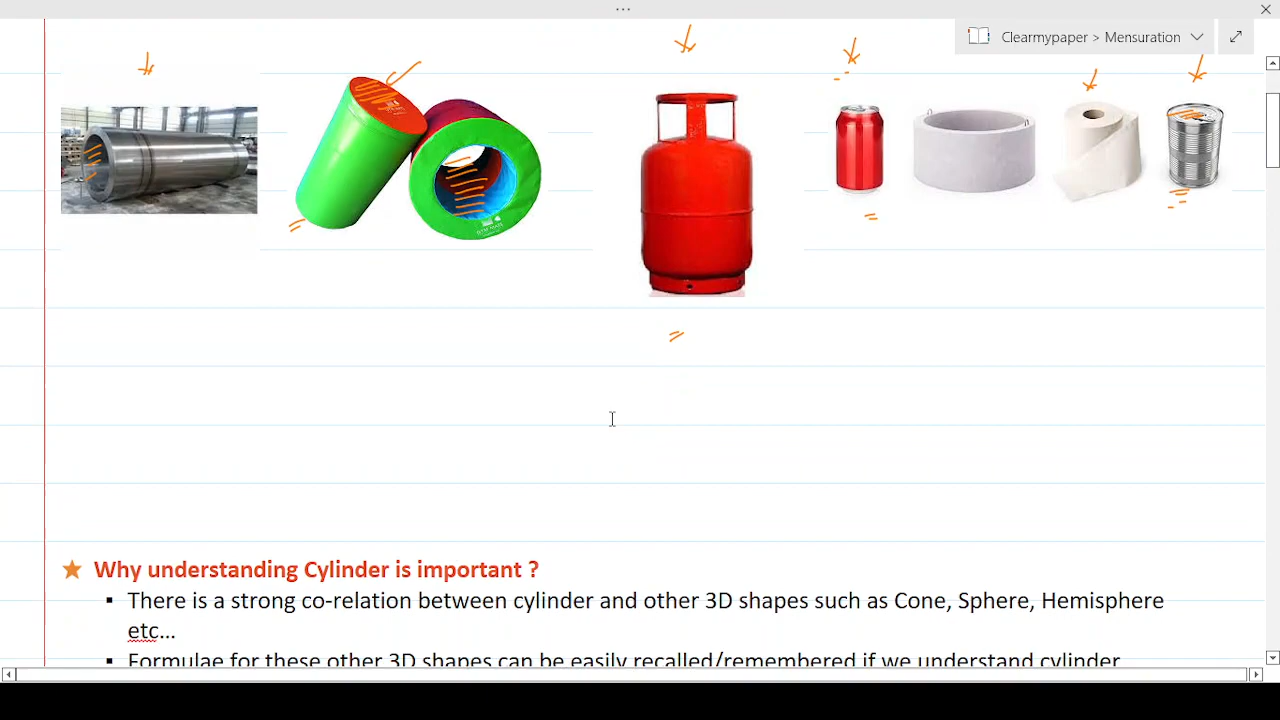 Clearmypaper > Mensuration
Why understanding Cylinder is important ?
▪ There is a strong co-relation between cylinder and other 3D shapes such as Cone, Sphere, Hemisphere
etc...
▪ Formulae for these other 3D shapes can be easily recalled/remembered if we understand cylinder